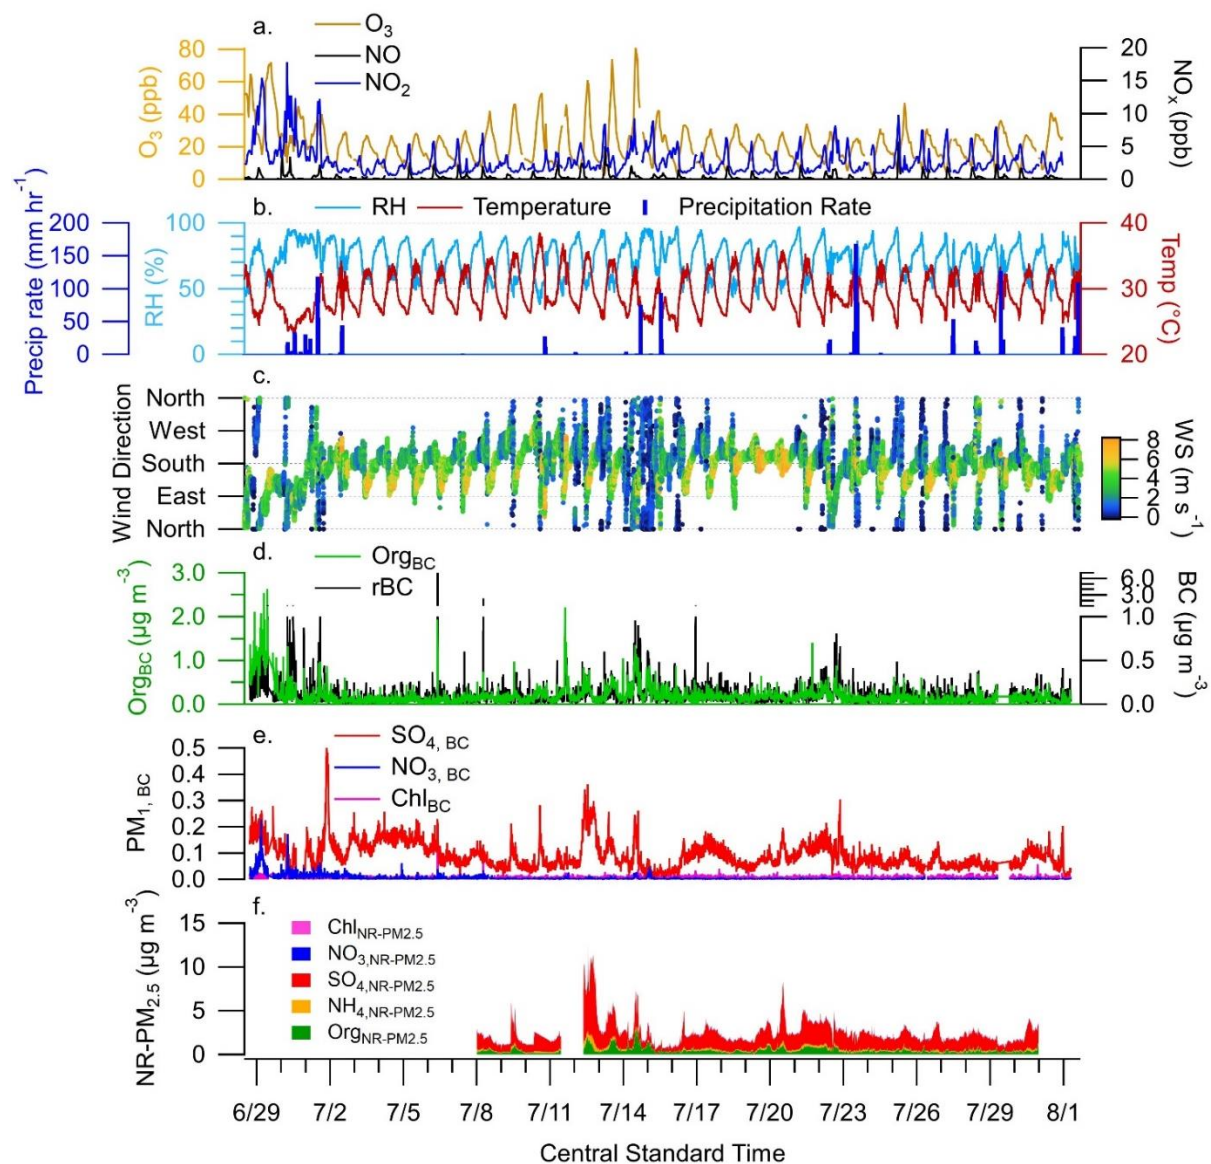 a.
O3
NO
NO2
O3 (ppb)
80
60
40
20
0
20
15
10
5
0
NOx (ppb)
b.
RH
Temperature
Precipitation Rate
Precip rate (mm hr-1)
200
150
100
50
0
RH (%)
100
50
0
40
30
20
Temp (°C)
c.
Wind Direction
North
West
South
East
North
8
6
4
2
0
WS (m s-1)
d.
OrgBC
rBC
OrgBC (µg m-3)
3.0
2.0
1.0
0.0
6.0
3.0
1.0
0.5
0.0
BC (µg m-3)
e.
SO4, BC
NO3, BC
ChlBC
PM1, BC
0.5
0.4
0.3
0.2
0.1
0.0
f.
ChlNR-PM2.5
NO3,NR-PM2.5
SO4,NR-PM2.5
NH4,NR-PM2.5
OrgNR-PM2.5
NR-PM2.5 (µg m-3)
15
10
5
0
6/29 7/2 7/5 7/8 7/11 7/14 7/17 7/20 7/23 7/26 7/29 8/1
Central Standard Time